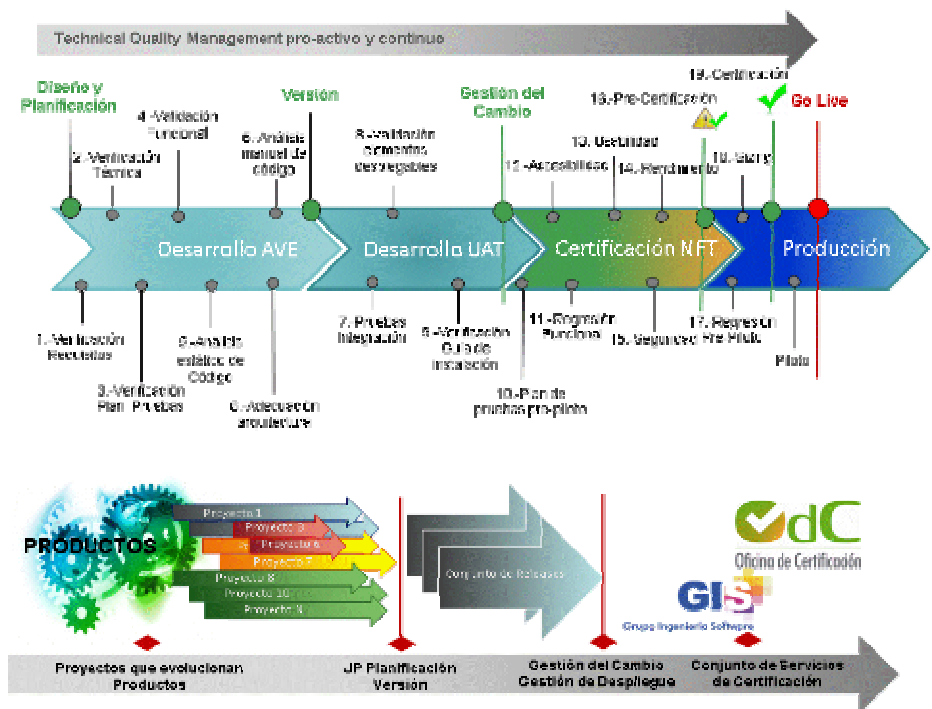 Technical Quality Management pro-activo y continuo
Diseño y
Planificación
Versión
Gestión del
Cambio
19.-Certificación
16.-Pre-Certificación
Go Live
4.-Validación
Funcional
2.-Verificación
Técnica
6.-Análisis
manual de
código
8.-Validación
elementos
desplegables
13.-Usabilidad
12.-Accesibilidad
14.-Rendimiento
18.-Sizing
Desarrollo AVE
Desarrollo UAT
Certificación NFT
Producción
1.-Verificación
Requisitos
3.-Verificación
Plan Pruebas
Análisis
estático de
Código
Adecuación
arquitectura
7. Pruebas
Integración
9.-Verificación
Guía de
instalación
10.-Plan de
pruebas pre-piloto
11.-Regresión
Funcional
15.-Seguridad
17.-Regresión
Pre-Piloto
Piloto
PRODUCTOS
Proyecto 1
Proyecto 3
Proyecto 6
Proyecto 7
Proyecto 8
Proyecto 10
Proyecto N
Conjunto de Releases
OdC
Oficina de Certificación
GIS
Grupo Ingeniería Software
Proyectos que evolucionan
Productos
JP Planificación
Versión
Gestión del Cambio
Gestión de Despliegue
Conjunto de Servicios
de Certificación